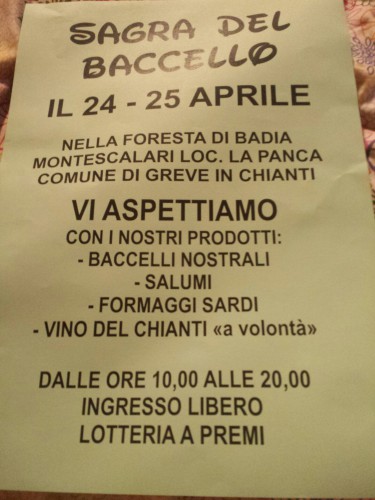 SAGRA DEL
BACCELLO
IL 24 - 25 APRILE
NELLA FORESTA DI BADIA
MONTESCALARI LOC. LA PANCA
COMUNE DI GREVE IN CHIANTI
VI ASPETTIAMO
CON I NOSTRI PRODOTTI:
- BACCELLI NOSTRALI
- SALUMI
- FORMAGGI SARDI
- VINO DEL CHIANTI «a volontà»
DALLE ORE 10,00 ALLE 20,00
INGRESSO LIBERO
LOTTERIA A PREMI